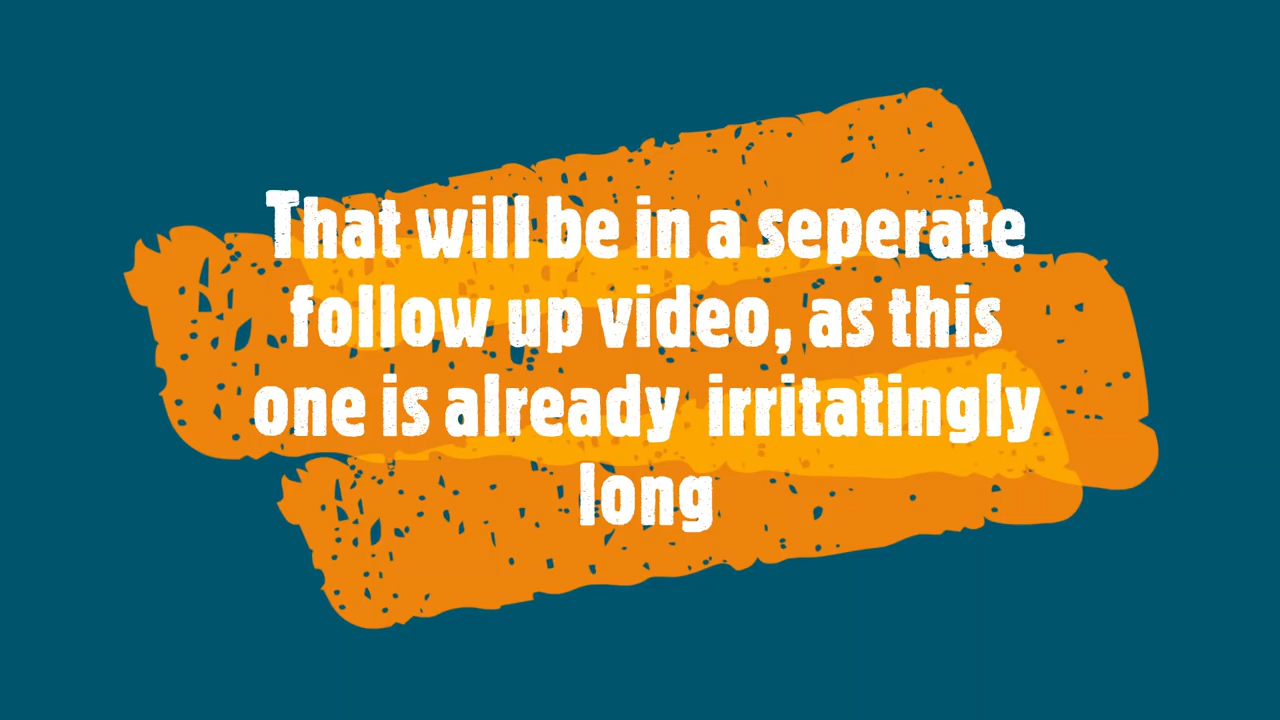 That will be in a seperate
follow up video, as this
one is already irritatingly
long